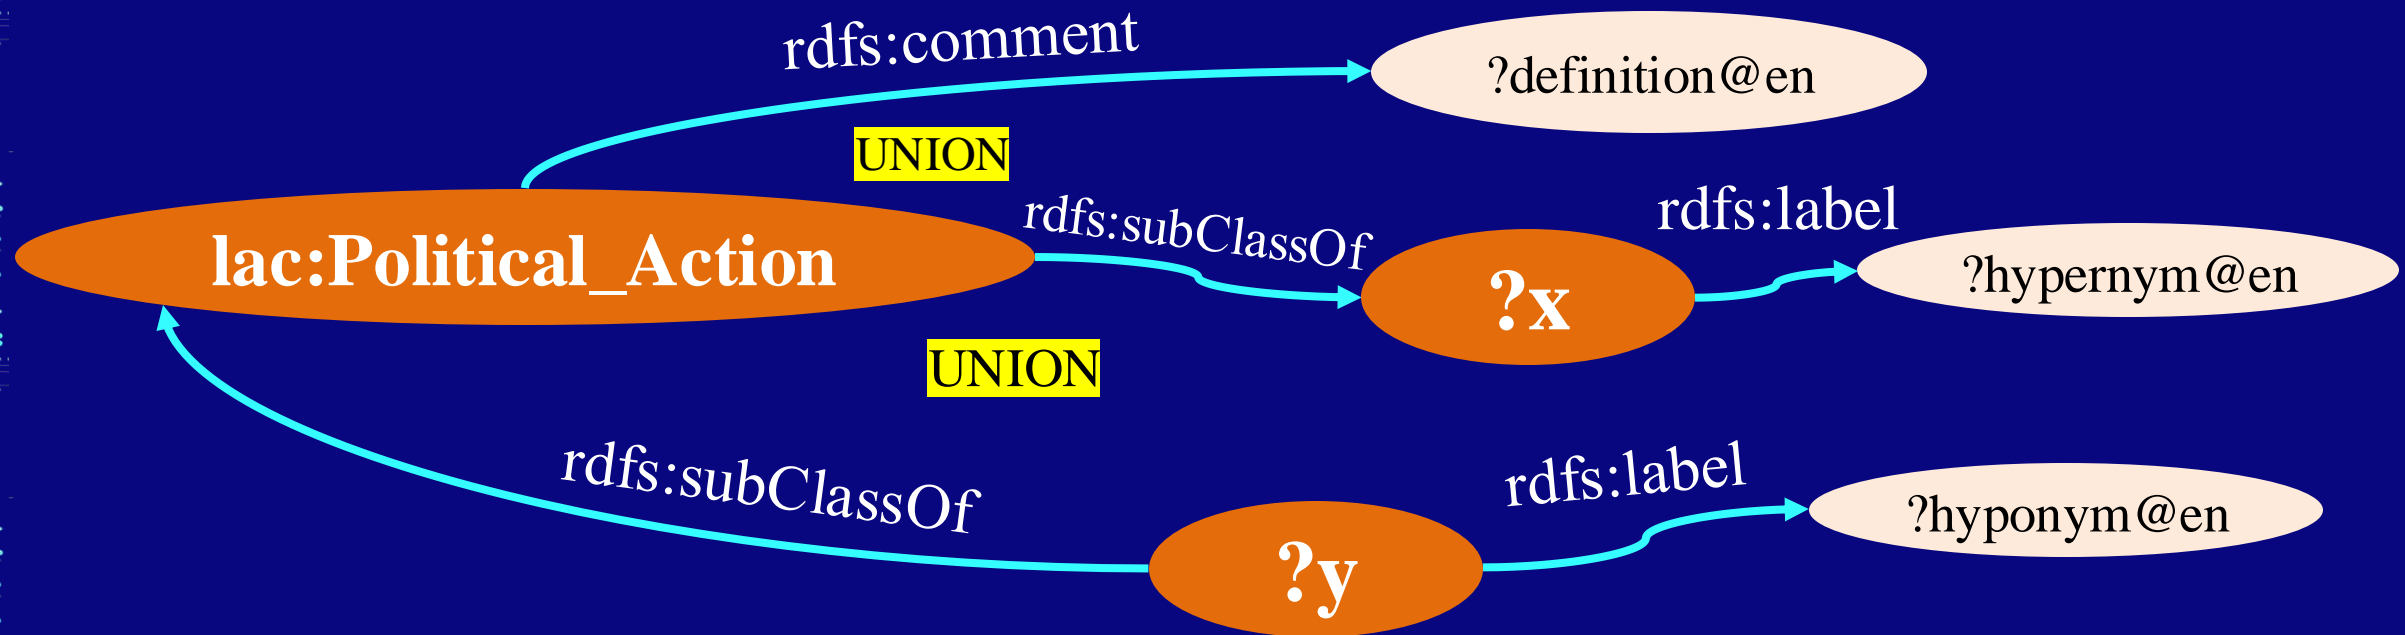 rdfs:comment
?definition@en
UNION
rdfs:subClassOf
rdfs:label
lac:Political_Action
?x
?hypernym@en
UNION
rdfs:subClassOf
rdfs:label
?y
?hyponym@en